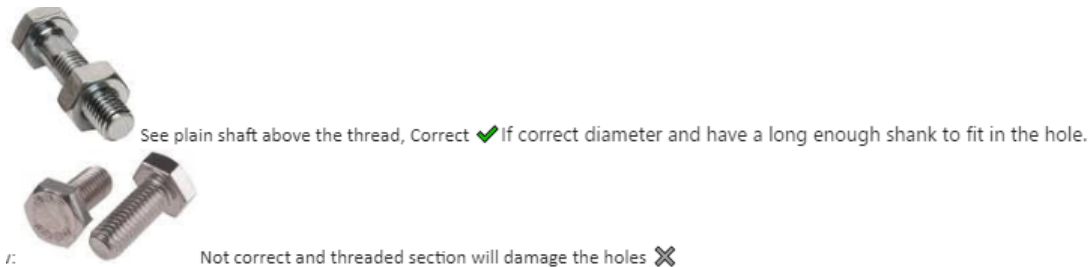 See plain shaft above the thread, Correct ✔ If correct diameter and have a long enough shank to fit in the hole.
Not correct and threaded section will damage the holes ✖